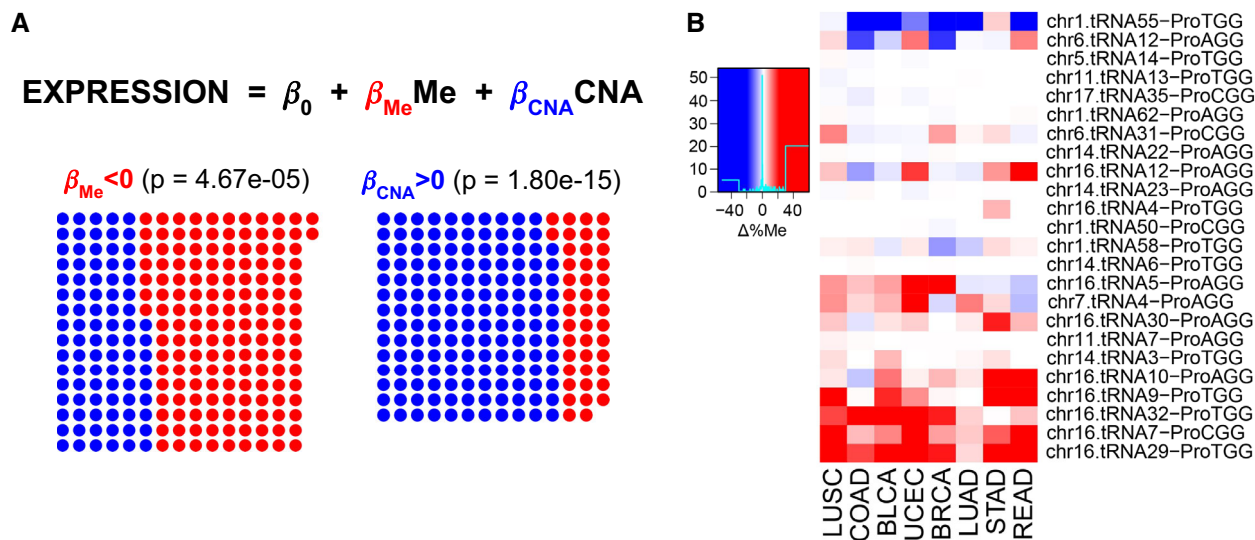 A
EXPRESSION = β0 + βMeMe + βCNACNA
βMe<0 (p = 4.67e-05)
βCNA>0 (p = 1.80e-15)
B
50
40
30
20
10
0
−40 0 40
Δ%Me
chr1.tRNA55−ProTGG
chr6.tRNA12−ProAGG
chr5.tRNA14−ProTGG
chr11.tRNA13−ProTGG
chr17.tRNA35−ProCGG
chr1.tRNA62−ProAGG
chr6.tRNA31−ProCGG
chr14.tRNA22−ProAGG
chr16.tRNA12−ProAGG
chr14.tRNA23−ProAGG
chr16.tRNA4−ProTGG
chr1.tRNA50−ProCGG
chr1.tRNA58−ProTGG
chr14.tRNA6−ProTGG
chr16.tRNA5−ProAGG
chr7.tRNA4−ProAGG
chr16.tRNA30−ProAGG
chr11.tRNA7−ProAGG
chr14.tRNA3−ProTGG
chr16.tRNA10−ProAGG
chr16.tRNA9−ProTGG
chr16.tRNA32−ProTGG
chr16.tRNA7−ProCGG
chr16.tRNA29−ProTGG
LUSC
COAD
BLCA
UCEC
BRCA
LUAD
STAD
READ